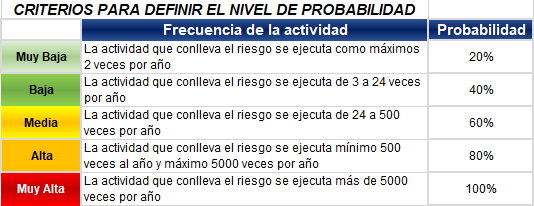 CRITERIOS PARA DEFINIR EL NIVEL DE PROBABILIDAD
Frecuencia de la actividad
Probabilidad
Muy Baja
La actividad que conlleva el riesgo se ejecuta como máximos
2 veces por año
20%
Baja
La actividad que conlleva el riesgo se ejecuta de 3 a 24 veces
por año
40%
Media
La actividad que conlleva el riesgo se ejecuta de 24 a 500
veces por año
60%
Alta
La actividad que conlleva el riesgo se ejecuta mínimo 500
veces al año y máximo 5000 veces por año
80%
Muy Alta
La actividad que conlleva el riesgo se ejecuta más de 5000
veces por año
100%